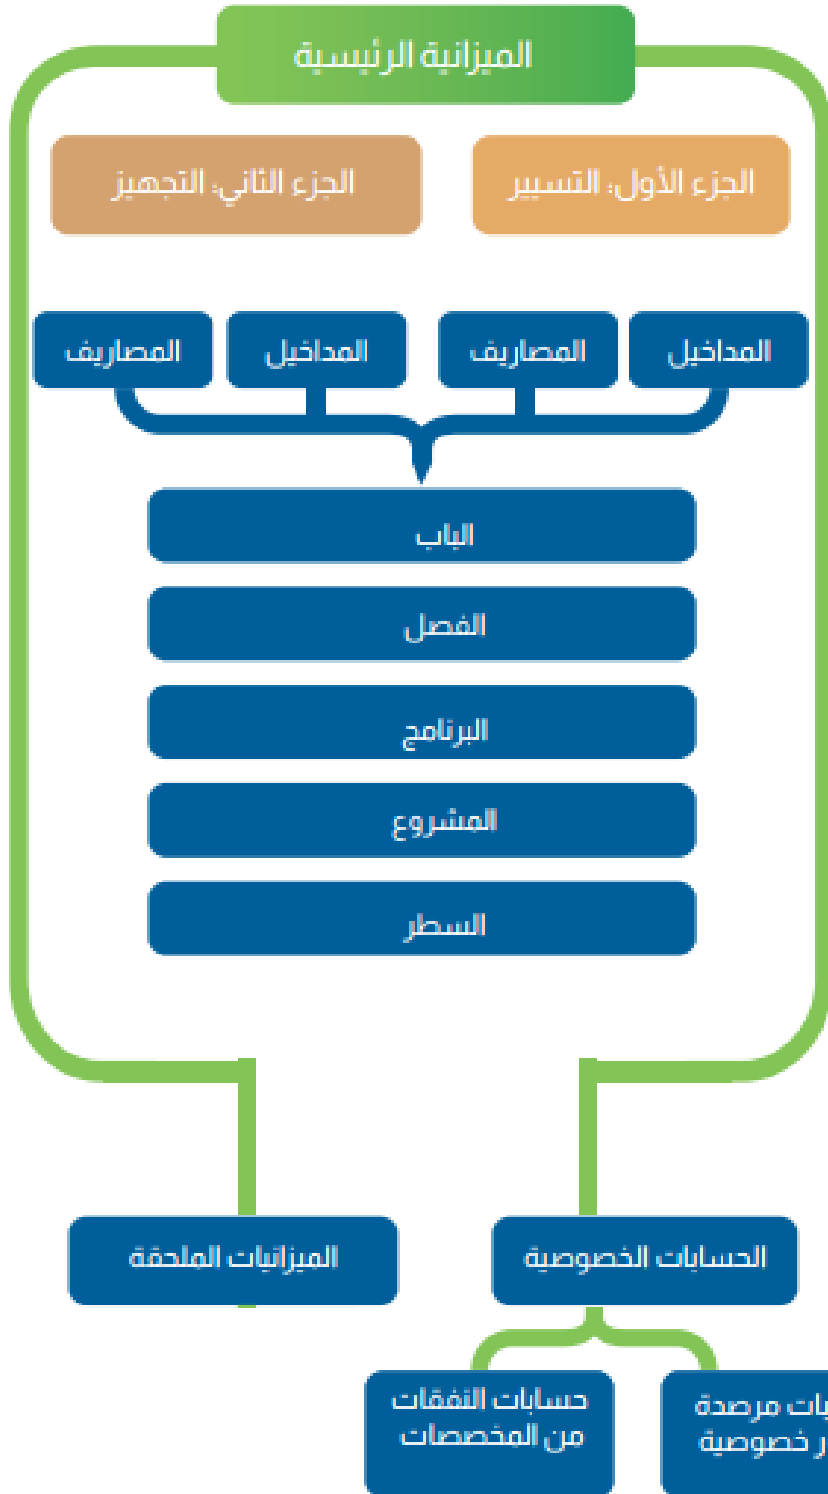 الميزانية الرئيسية
الجزء الأول: التسيير
الجزء الثاني: التجهيز
المداخيل
المصاريف
المداخيل
المصاريف
الباب
الفصل
البرنامج
المشروع
السطر
الحسابات الخصوصية
الميزانيات الملحقة
مرصدة
خصوصية
حسابات النفقات
من المخصصات